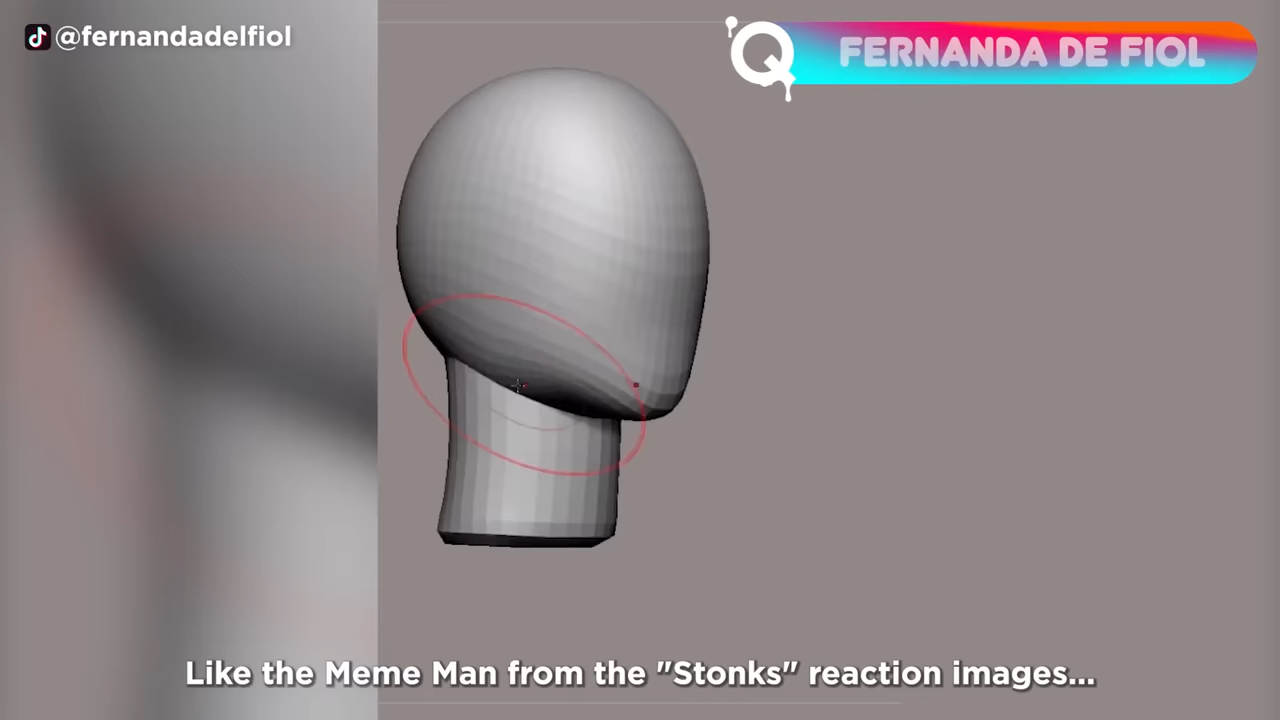 @fernandadelfiol
FERNANDA DE FIOL
Like the Meme Man from the "Stonks" reaction images...